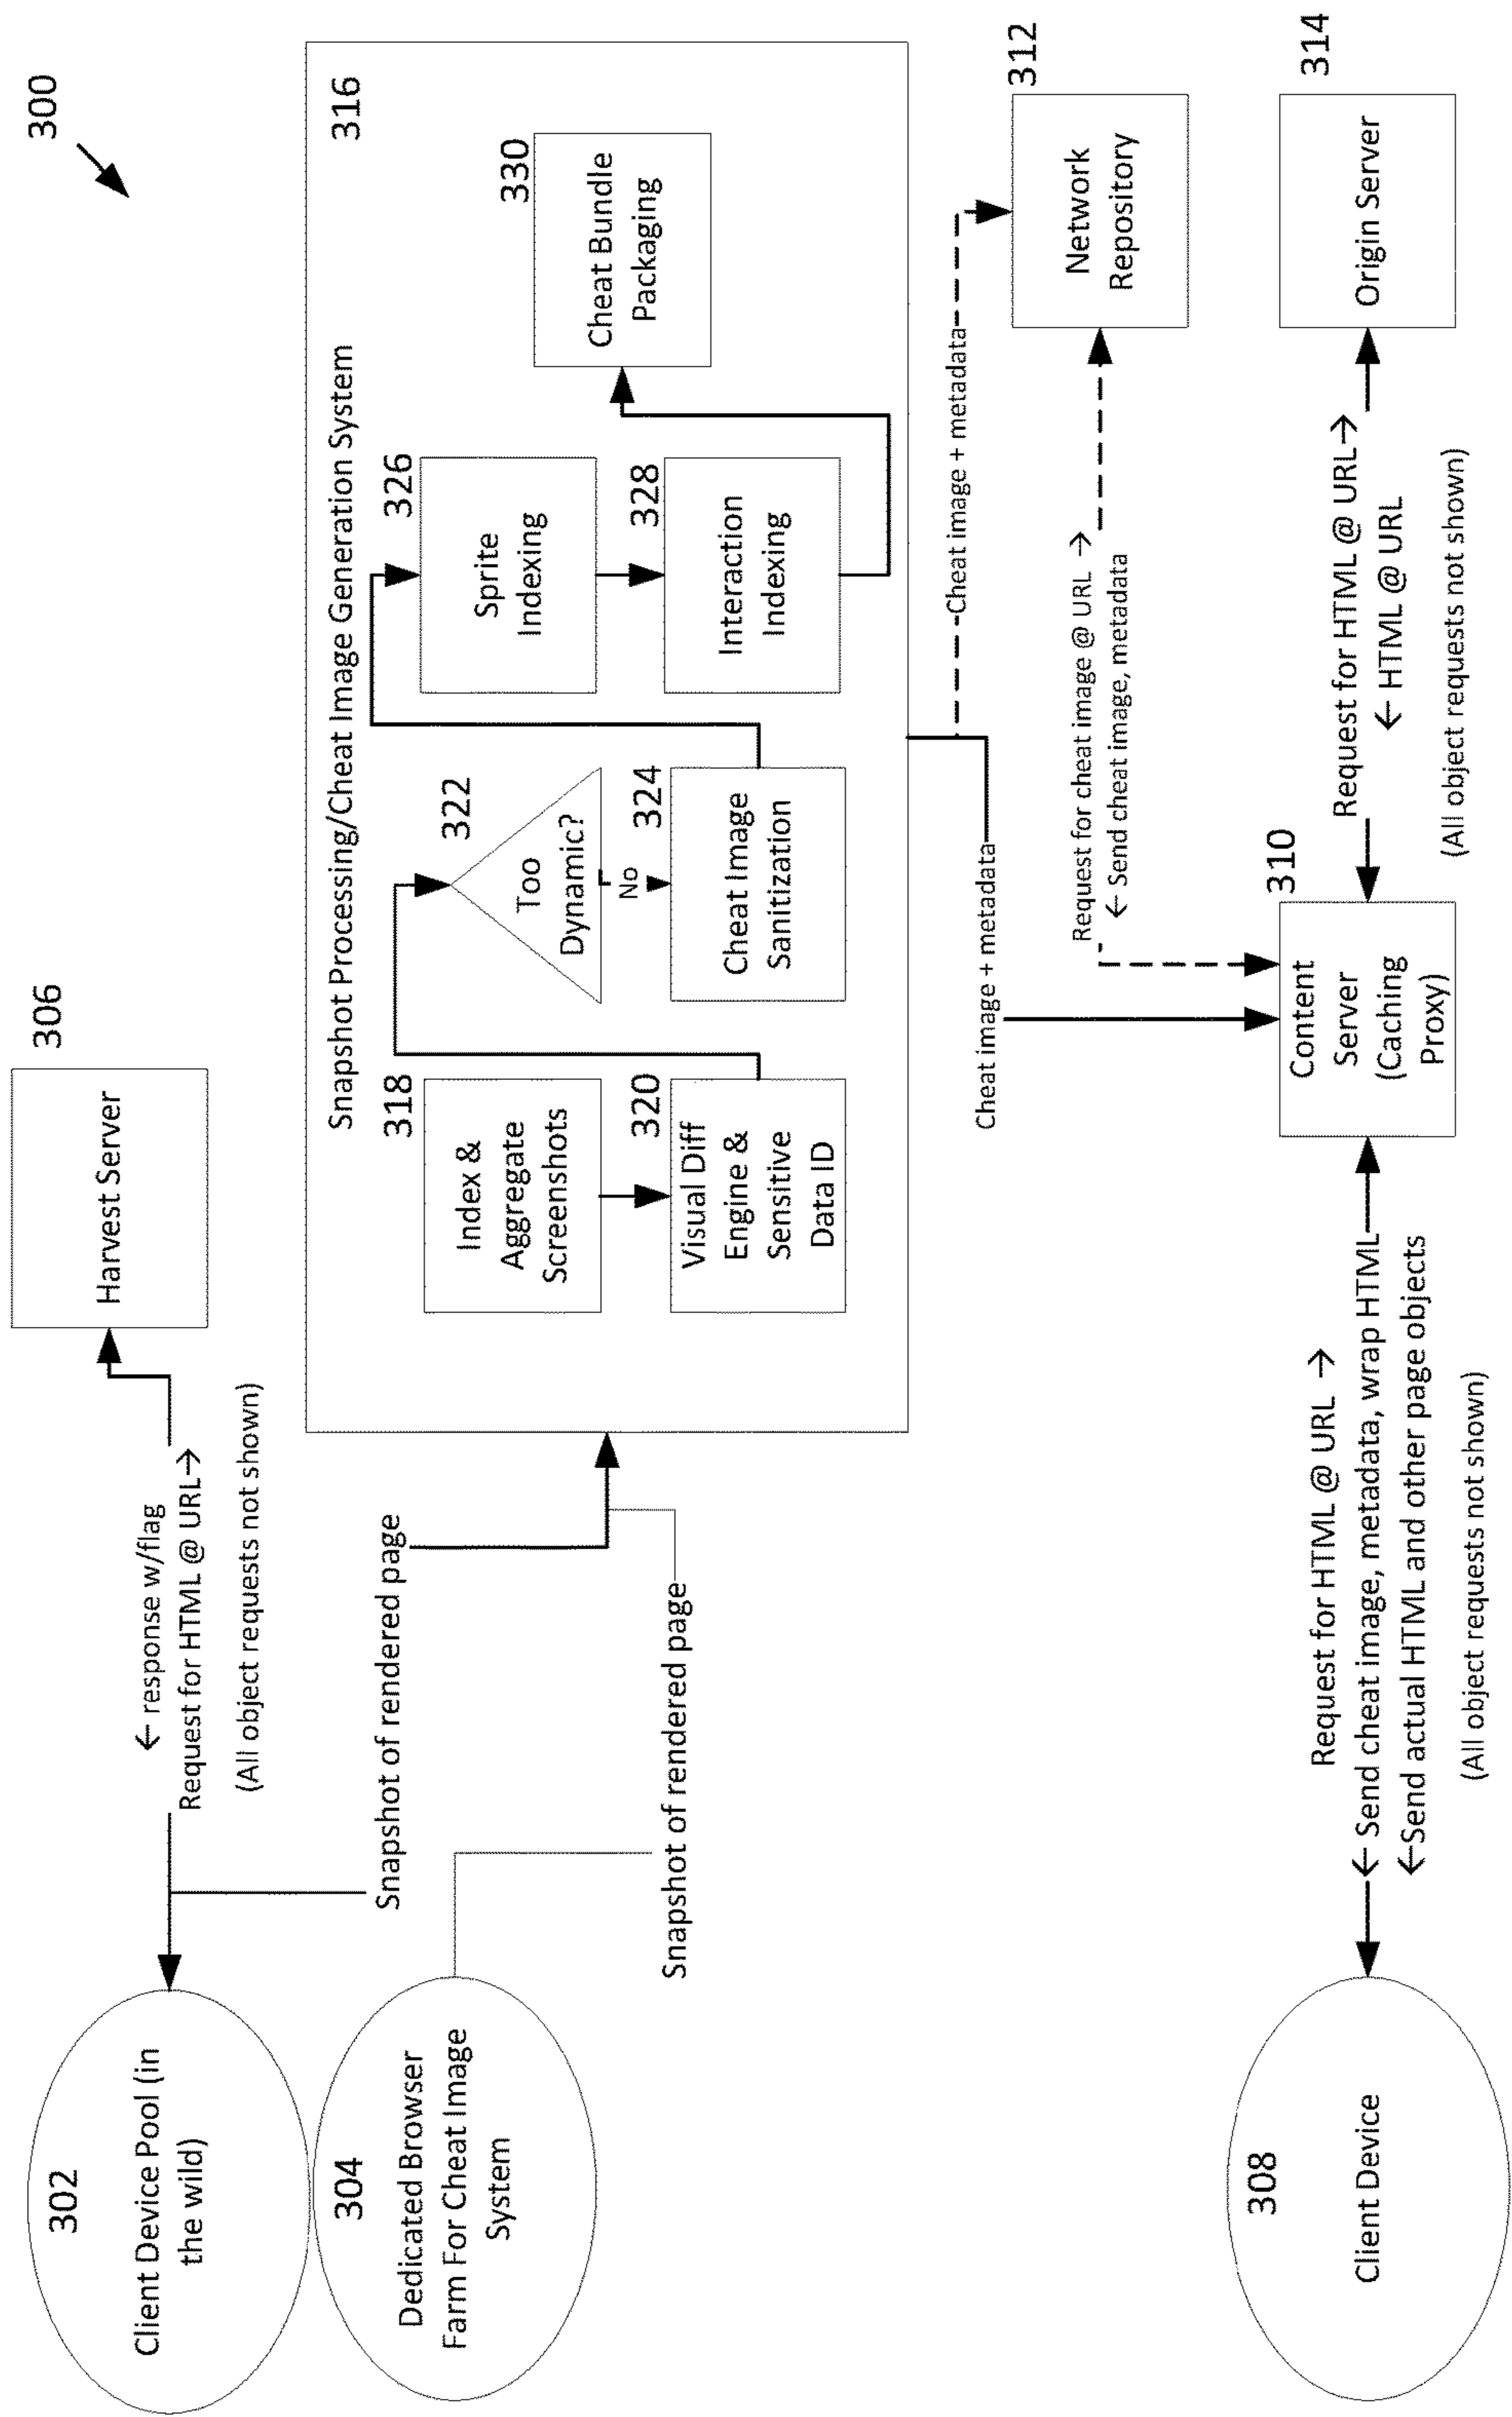 300
302
Client Device Pool (in
the wild)
← response w/flag
Request for HTML @ URL→
(All object requests not shown)
306
Harvest Server
304
Dedicated Browser
Farm For Cheat Image
System
Snapshot of rendered page
Snapshot of rendered page
Snapshot Processing/Cheat Image Generation System
316
318
Index &
Aggregate
Screenshots
320
Visual Diff
Engine &
Sensitive
Data ID
322
Too
Dynamic?
No
324
Cheat Image
Sanitization
326
Sprite
Indexing
328
Interaction
Indexing
330
Cheat Bundle
Packaging
Cheat image + metadata
Cheat image + metadata
312
Network
Repository
Request for cheat image @ URL →
← Send cheat image, metadata
308
Client Device
Request for HTML @ URL →
← Send cheat image, metadata, wrap HTML
←Send actual HTML and other page objects
(All object requests not shown)
310
Content
Server
(Caching
Proxy)
Request for HTML @ URL→
← HTML @ URL
(All object requests not shown)
314
Origin Server